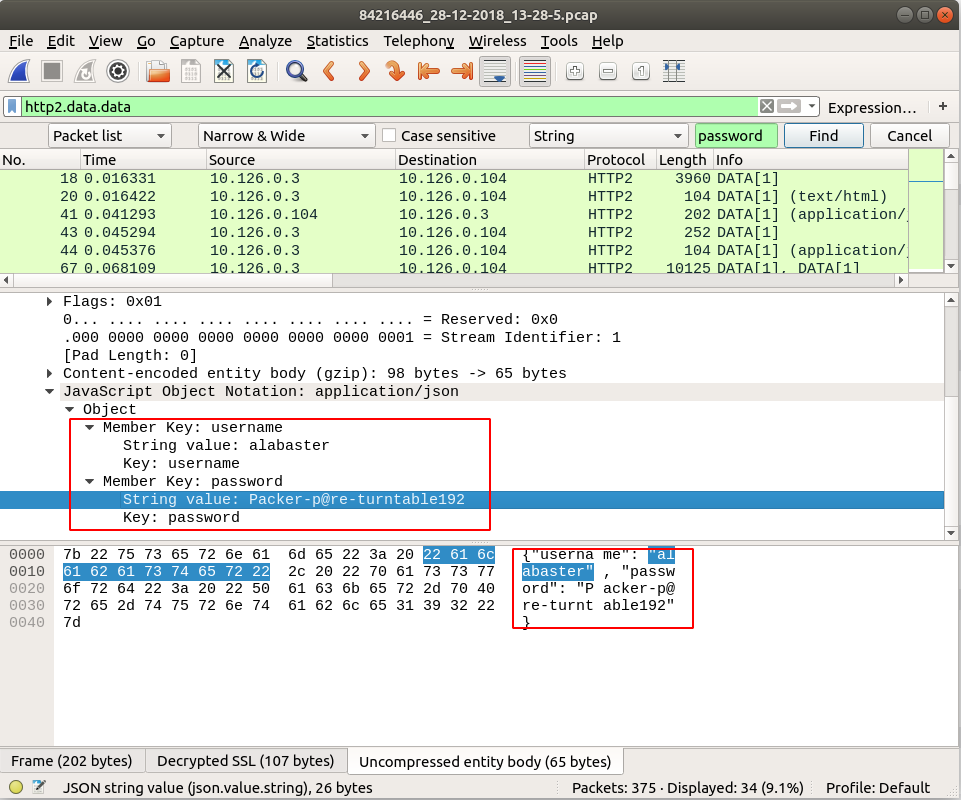 84216446_28-12-2018_13-28-5.pcap
File Edit View Go Capture Analyze Statistics Telephony Wireless Tools Help
http2.data.data Expression… +
Packet list Narrow & Wide Case sensitive String password Find Cancel
No. Time Source Destination Protocol Length Info
18 0.016331 10.126.0.3 10.126.0.104 HTTP2 3960 DATA[1]
20 0.016422 10.126.0.3 10.126.0.104 HTTP2 104 DATA[1] (text/html)
41 0.041293 10.126.0.104 10.126.0.3 HTTP2 202 DATA[1] (application/
43 0.045294 10.126.0.3 10.126.0.104 HTTP2 252 DATA[1]
44 0.045376 10.126.0.3 10.126.0.104 HTTP2 104 DATA[1] (application/
67 0.068109 10.126.0.3 10.126.0.104 HTTP2 10125 DATA[1], DATA[1]
Flags: 0x01
0... .... .... .... .... .... .... .... = Reserved: 0x0
.000 0000 0000 0000 0000 0000 0000 0001 = Stream Identifier: 1
[Pad Length: 0]
Content-encoded entity body (gzip): 98 bytes -> 65 bytes
JavaScript Object Notation: application/json
Object
Member Key: username
String value: alabaster
Key: username
Member Key: password
String value: Packer-p@re-turntable192
Key: password
0000 7b 22 75 73 65 72 6e 61 6d 65 22 3a 20 22 61 6c {"userna me": "al
0010 61 62 61 73 74 65 72 22 2c 20 22 70 61 73 73 77 abaster" , "passw
0020 6f 72 64 22 3a 20 22 50 61 63 6b 65 72 2d 70 40 ord": "P acker-p@
0030 72 65 2d 74 75 72 6e 74 61 62 6c 65 31 39 32 22 re-turnt able192"
0040 7d }
Frame (202 bytes) Decrypted SSL (107 bytes) Uncompressed entity body (65 bytes)
JSON string value (json.value.string), 26 bytes Packets: 375 · Displayed: 34 (9.1%) Profile: Default